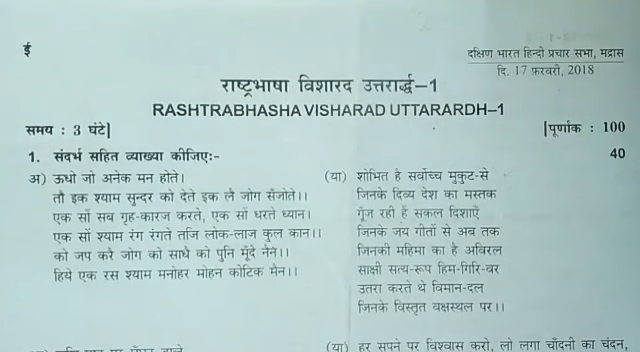 ई
दक्षिण भारत हिन्दी प्रचार सभा, मद्रास
दि. 17 फ़रवरी, 2018
राष्ट्रभाषा विशारद उत्तरार्द्ध–1
RASHTRABHASHA VISHARAD UTTARARDH–1
समय : 3 घंटे]
[पूर्णांक : 100
1. संदर्भ सहित व्याख्या कीजिए:-
40
अ) ऊधो जो अनेक मन होते।
तौ इक श्याम सुन्दर को देते इक लै जोग सँजोते।।
एक सों सब गृह-कारज करते, एक सों धरते ध्यान।
एक सों श्याम रंग रंगते तजि लोक-लाज कुल कान।।
को जप करै जोग को साधै को पुनि मूँदे नैन।।
हिये एक रस श्याम मनोहर मोहन कोटिक मैन।।
(या) शोभित है सर्वोच्च मुकुट-से
जिनके दिव्य देश का मस्तक
गूँज रही हैं सकल दिशाएँ
जिनके जय गीतों से अब तक
जिनकी महिमा का है अविरल
साक्षी सत्य-रूप हिम-गिरि-वर
उतरा करते थे विमान-दल
जिनके विस्तृत वक्षस्थल पर।।
(या) हर सपने पर विश्वास करो, लो लगा चाँदनी का चंदन,